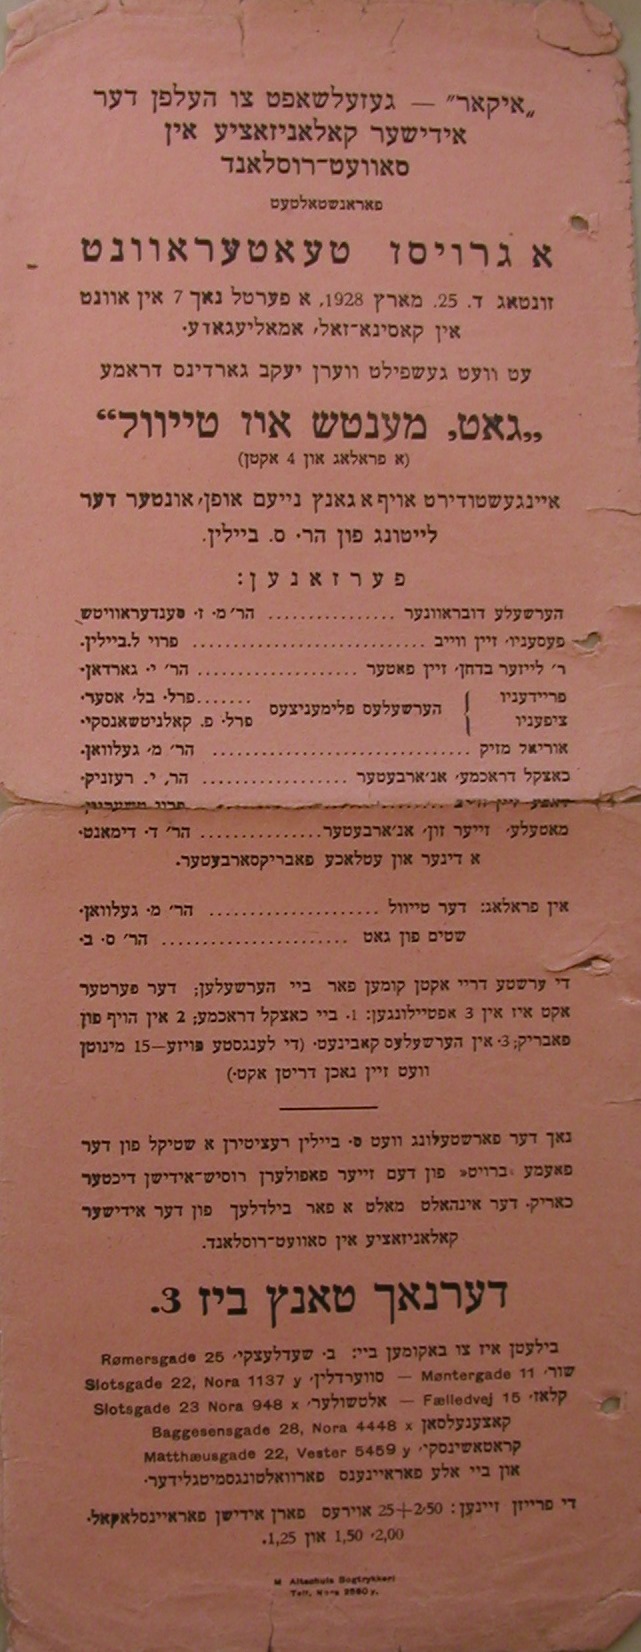 „איקאר״ — געזעלשאפט צו העלפן דער
אידישער קאלאניזאציע אין
סאוועט־רוסלאנד
פאראנשטאלטעט
א גרויסן טעאטעראוונט
זונטאג ד. 25. מארץ 1928, א פערטל נאך 7 אין אוונט
אין קאסינא־זאל, אמאליעגאדע.
עט וועט געשפילט ווערן יעקב גארדינס דראמע
„גאט, מענטש און טייוול“
(א פראלאג און 4 אקטן)
איינגעשטודירט אויף א גאנץ נייעם אופן, אונטער דער
לייטונג פון הר. ס. ביילין.
פערזאנען:
הערשעלע דובראוונער ................ הר׳ מ. ז. סענדעראוויטש
פעסעניו, זיין ווייב ............................ פרוי ל. ביילין.
ר׳ לייזער בדחן, זיין פאטער .................... הר׳ י. גארדאן.
פריידעניו } הערשעלעס פלימעניצעס .......פרל. בל. אסער.
ציפעניו } פרל. פ. קאלניטשאנסקי.
אוריאל מזיק ................................ הר׳ מ. געלוואן.
כאצקל דראכמע, אנ׳ארבעטער .................. הר, י. רעזניק.
מאטעלע, זייער זון, אנ׳ארבעטער............... הר׳ ד. דימאנט.
א דינער און עטלאכע פאבריקסארבעטער.
אין פראלאג: דער טייוול ..................... הר׳ מ. געלוואן.
שטים פון גאט ....................... הר׳ ס. ב.
די ערשטע דריי אקטן קומען פאר ביי הערשעלען; דער פערטער
אקט איז אין 3 אפטיילונגען: 1. ביי כאצקל דראכמע; 2 אין הויף פון
פאבריק; 3. אין הערשעלעס קאבינעט. (די לענגסטע פויזע—15 מינוטן
וועט זיין נאכן דריטן אקט.)
נאך דער פארשטעלונג וועט ס. ביילין רעציטירן א שטיקל פון דער
פאעמע »ברויט« פון דעם זייער פאפולערן רוסיש־אידישן דיכטער
כאריק. דער אינהאלט מאלט א פאר בילדלעך פון דער אידישער
קאלאניזאציע אין סאוועט־רוסלאנד.
דערנאך טאנץ ביז 3.
בילעטן איז צו באקומען ביי: ב. שעדלעצקי, Rømersgade 25
שור, Møntergade 11 — סווערדלין, Slotsgade 22, Nora 1137 y
קלאז, Fælledvej 15 — אלטשולער, Slotsgade 23 Nora 948 x
קאצענעלסאן Baggesensgade 28, Nora 4448 x
קראטאשינסקי, Matthæusgade 22, Vester 5459 y
און ביי אלע פאראיינענס פארוואלטונגסמיטגלידער.
די פרייזן זיינען: 2,50+25 אוירעס פארן אידישן פאראיינסלאקאל.
2,00, 1,50 און 1,25.
M Altschuls Bogtrykkeri
Telf. Nora 2580 y.